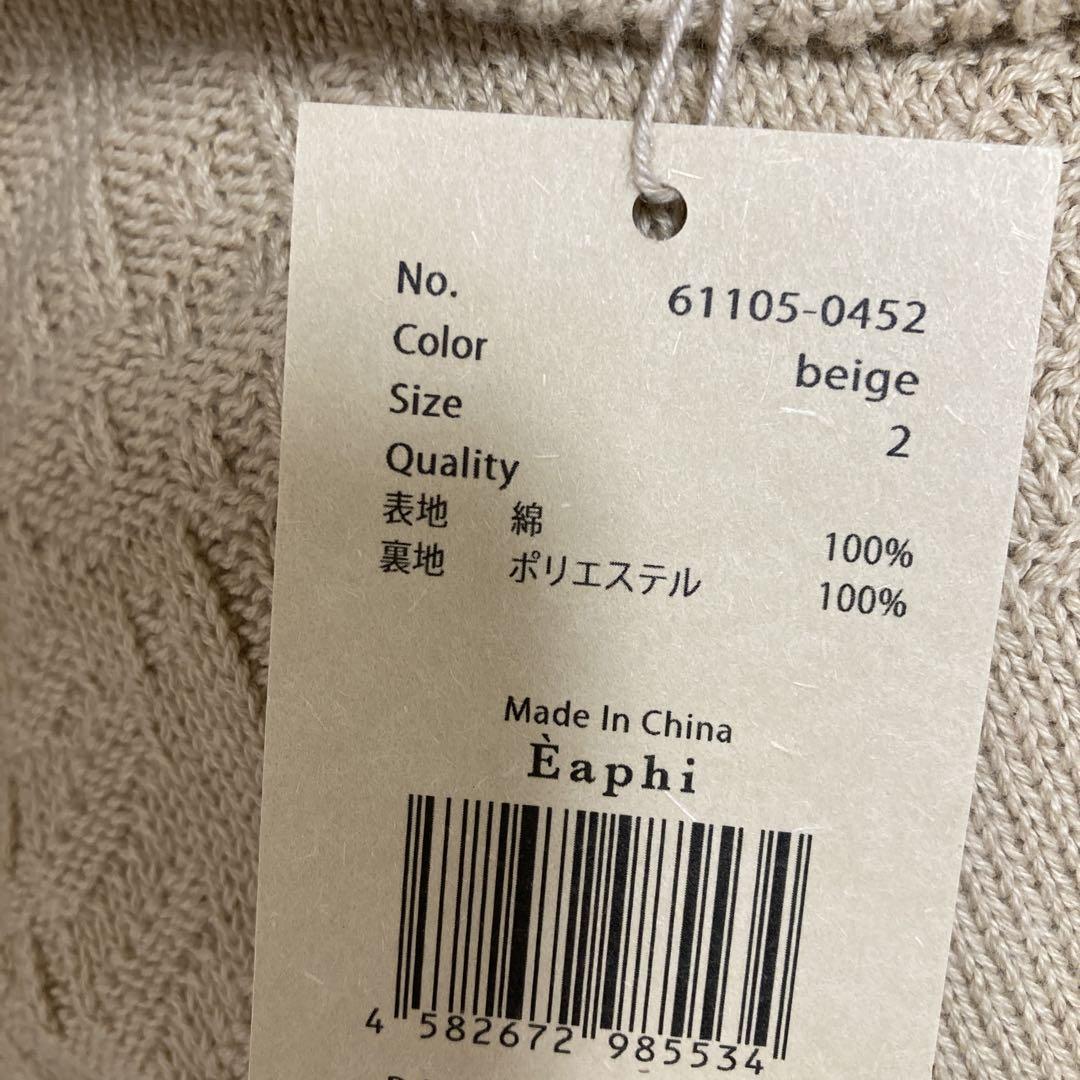 No. 61105-0452
Color beige
Size 2
Quality
表地 綿 100%
裏地 ポリエステル 100%
Made In China
Èaphi
4 582672 985534